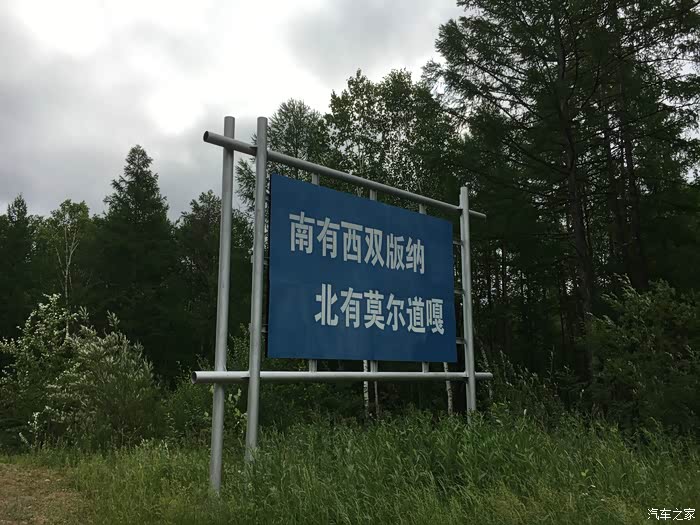 南有西双版纳
北有莫尔道嘎
汽车之家